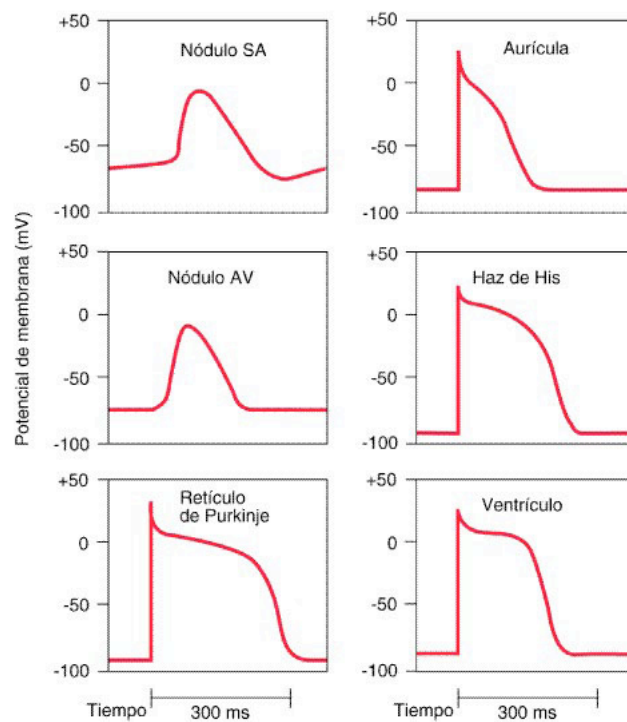 Potencial de membrana (mV)
+50
0
-50
-100
Nódulo SA
+50
0
-50
-100
Aurícula
+50
0
-50
-100
Nódulo AV
+50
0
-50
-100
Haz de His
+50
0
-50
-100
Retículo
de Purkinje
+50
0
-50
-100
Ventrículo
Tiempo
300 ms
Tiempo
300 ms